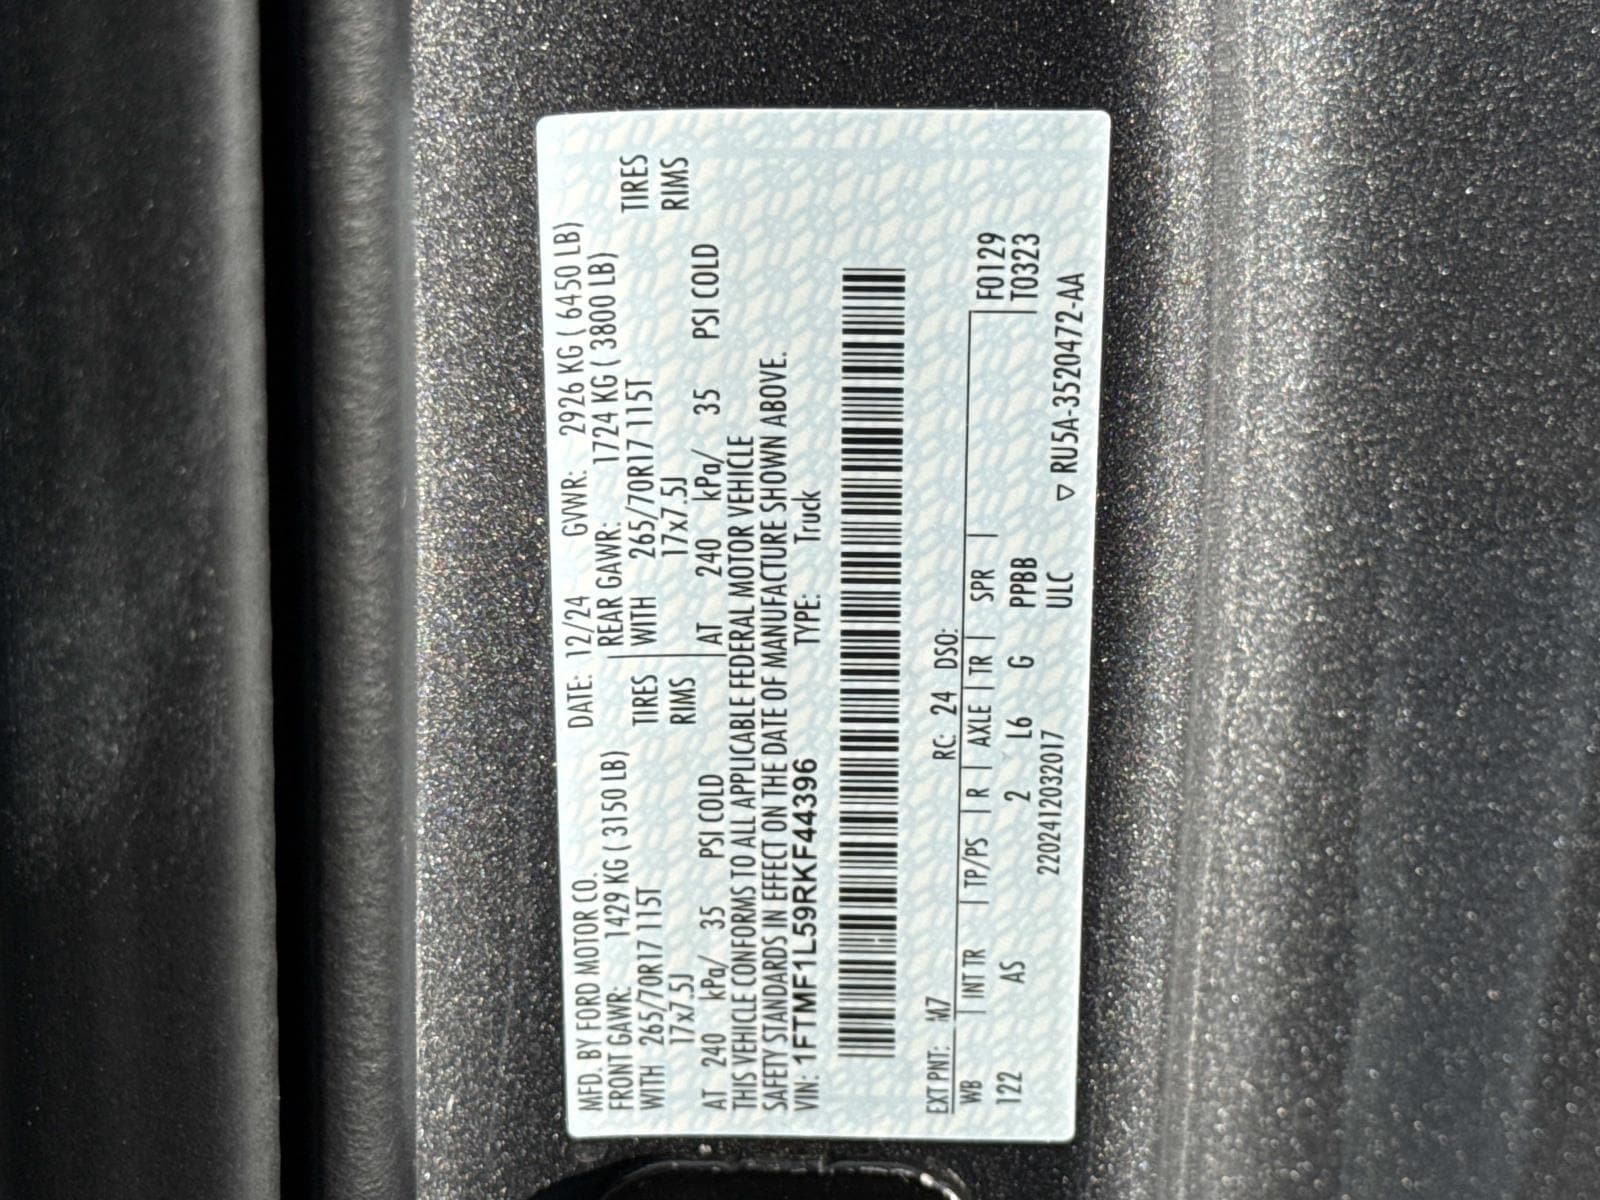 MFD. BY FORD MOTOR CO. DATE: 12/24 GVWR: 2926 KG ( 6450 LB)
FRONT GAWR: 1429 KG ( 3150 LB) REAR GAWR: 1724 KG ( 3800 LB)
WITH 265/70R17 115T TIRES WITH 265/70R17 115T TIRES
17x7.5J RIMS 17x7.5J RIMS
AT 240 kPa/ 35 PSI COLD AT 240 kPa/ 35 PSI COLD
THIS VEHICLE CONFORMS TO ALL APPLICABLE FEDERAL MOTOR VEHICLE
SAFETY STANDARDS IN EFFECT ON THE DATE OF MANUFACTURE SHOWN ABOVE.
VIN: 1FTMF1L59RKF44396 TYPE: Truck
EXT PNT: M7 RC: 24 DSO:
WB INT TR TP/PS R AXLE TR SPR F0129
122 AS 2 L6 G PPBB T0323
2202412032017 ULC ▽ RU5A-3520472-AA